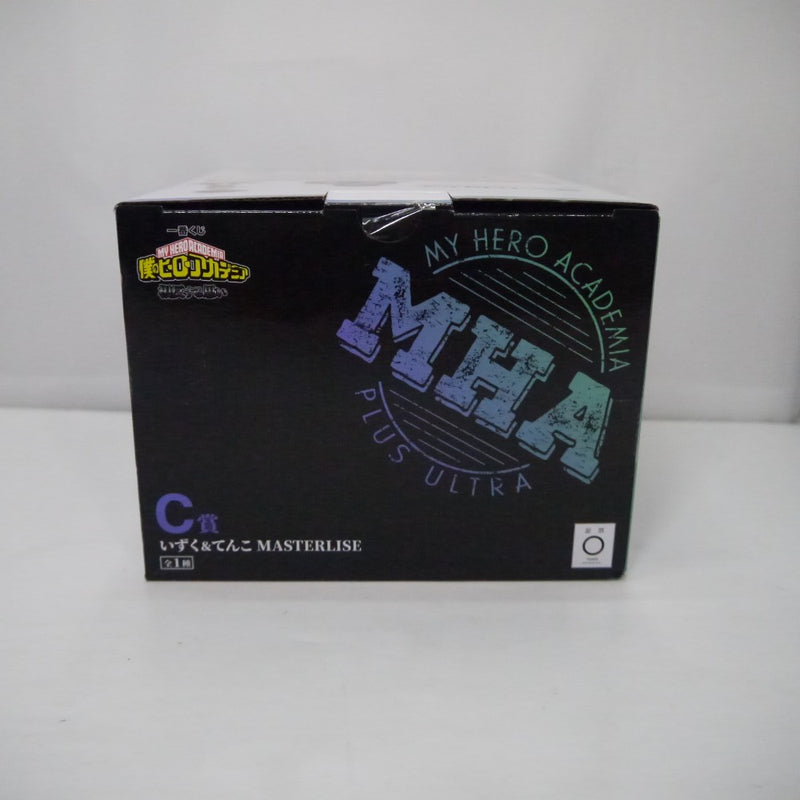 一番くじ
MY HERO ACADEMIA
僕のヒーローアカデミア
MY HERO ACADEMIA
MHA
PLUS ULTRA
C賞
いずく&てんこ MASTERLISE
全1種